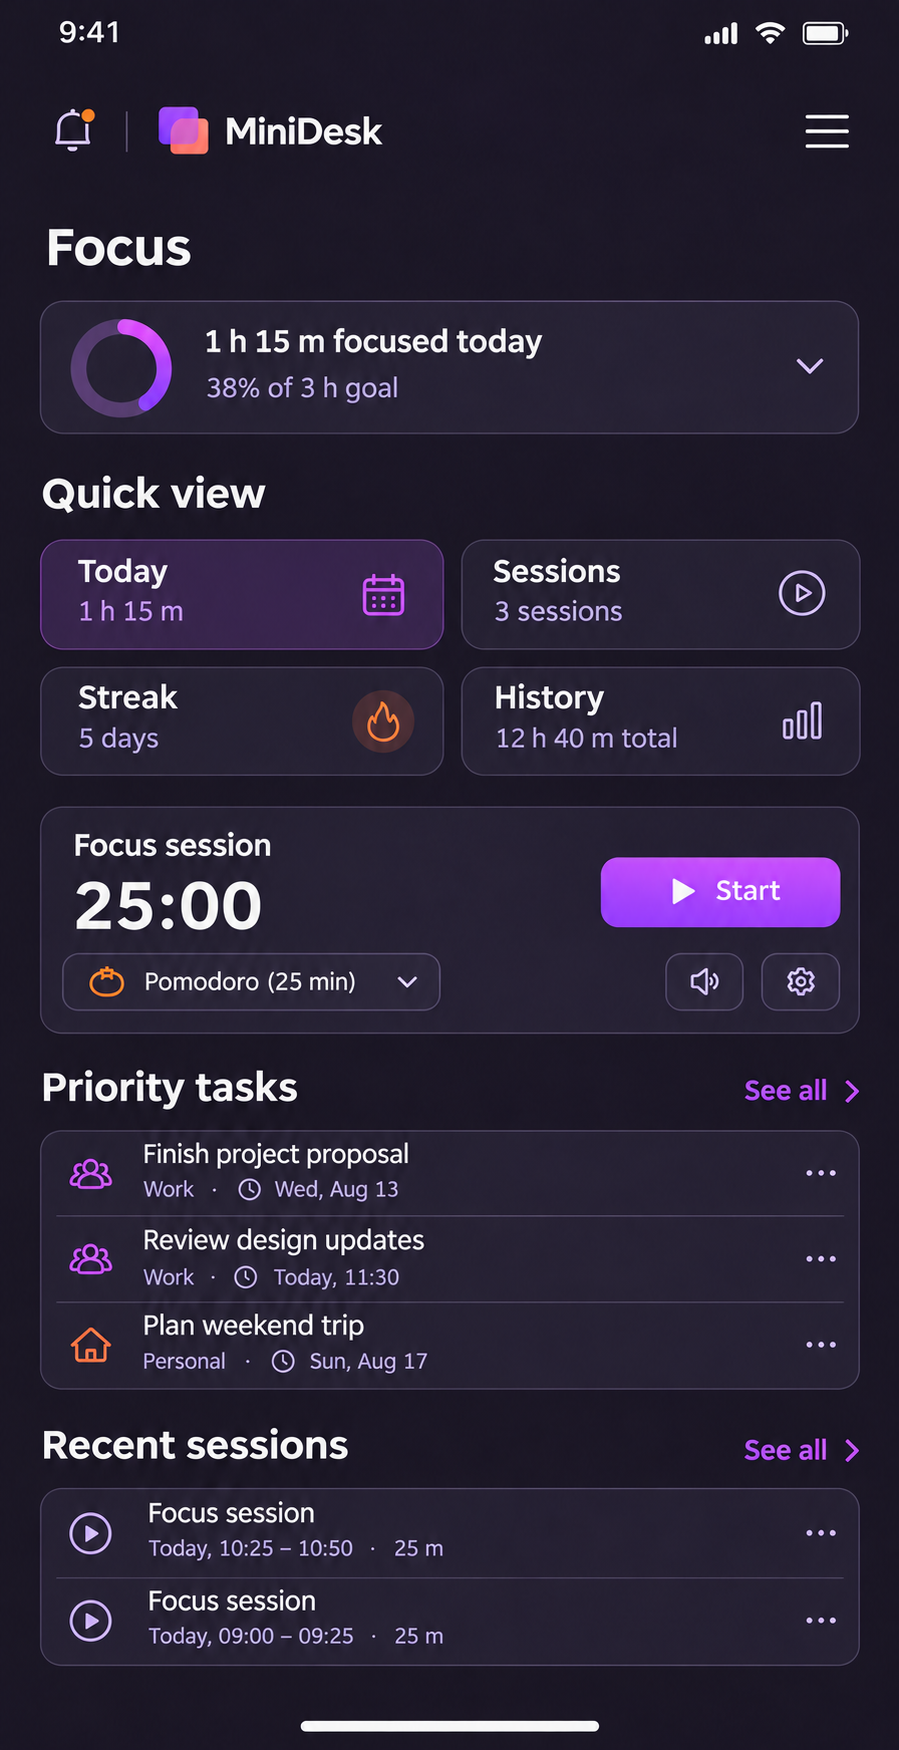 9:41
MiniDesk
Focus
1 h 15 m focused today
38% of 3 h goal
Quick view
Today
1 h 15 m
Sessions
3 sessions
Streak
5 days
History
12 h 40 m total
Focus session
25:00
Start
Pomodoro (25 min)
Priority tasks
See all
Finish project proposal
Work · Wed, Aug 13
Review design updates
Work · Today, 11:30
Plan weekend trip
Personal · Sun, Aug 17
Recent sessions
See all
Focus session
Today, 10:25 – 10:50 · 25 m
Focus session
Today, 09:00 – 09:25 · 25 m